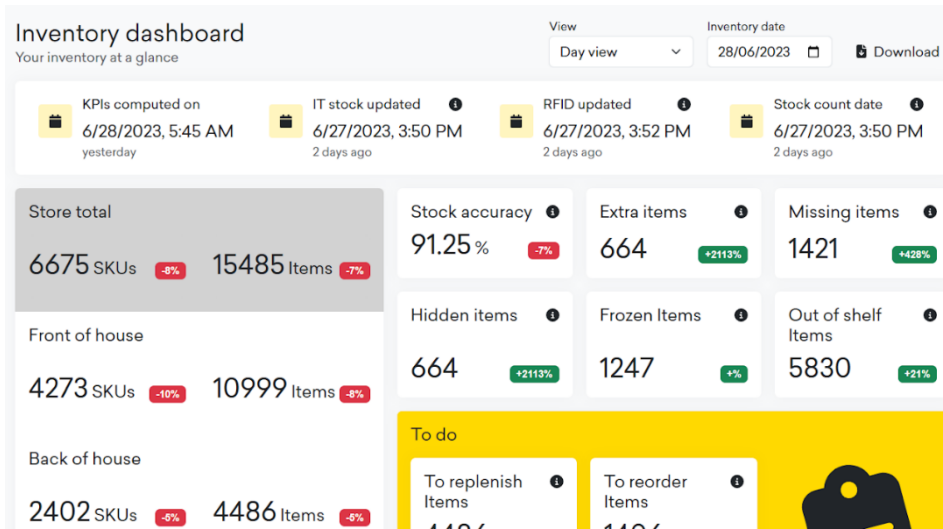 Inventory dashboard
Your inventory at a glance
View
Day view
Inventory date
28/06/2023
Download
KPIs computed on
6/28/2023, 5:45 AM
yesterday
IT stock updated
6/27/2023, 3:50 PM
2 days ago
RFID updated
6/27/2023, 3:52 PM
2 days ago
Stock count date
6/27/2023, 3:50 PM
2 days ago
Store total
6675 SKUs -8% 15485 Items -7%
Front of house
4273 SKUs -10% 10999 Items -8%
Back of house
2402 SKUs -5% 4486 Items -5%
Stock accuracy
91.25 % -7%
Extra items
664 +2113%
Missing items
1421 +428%
Hidden items
664 +2113%
Frozen Items
1247 +%
Out of shelf
Items
5830 +21%
To do
To replenish
Items
To reorder
Items